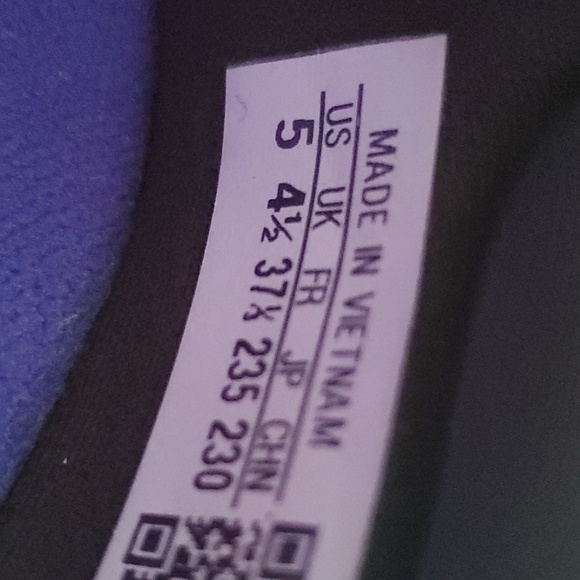 MADE IN VIETNAM
US UK FR JP CHN
5 4½ 37⅓ 235 230